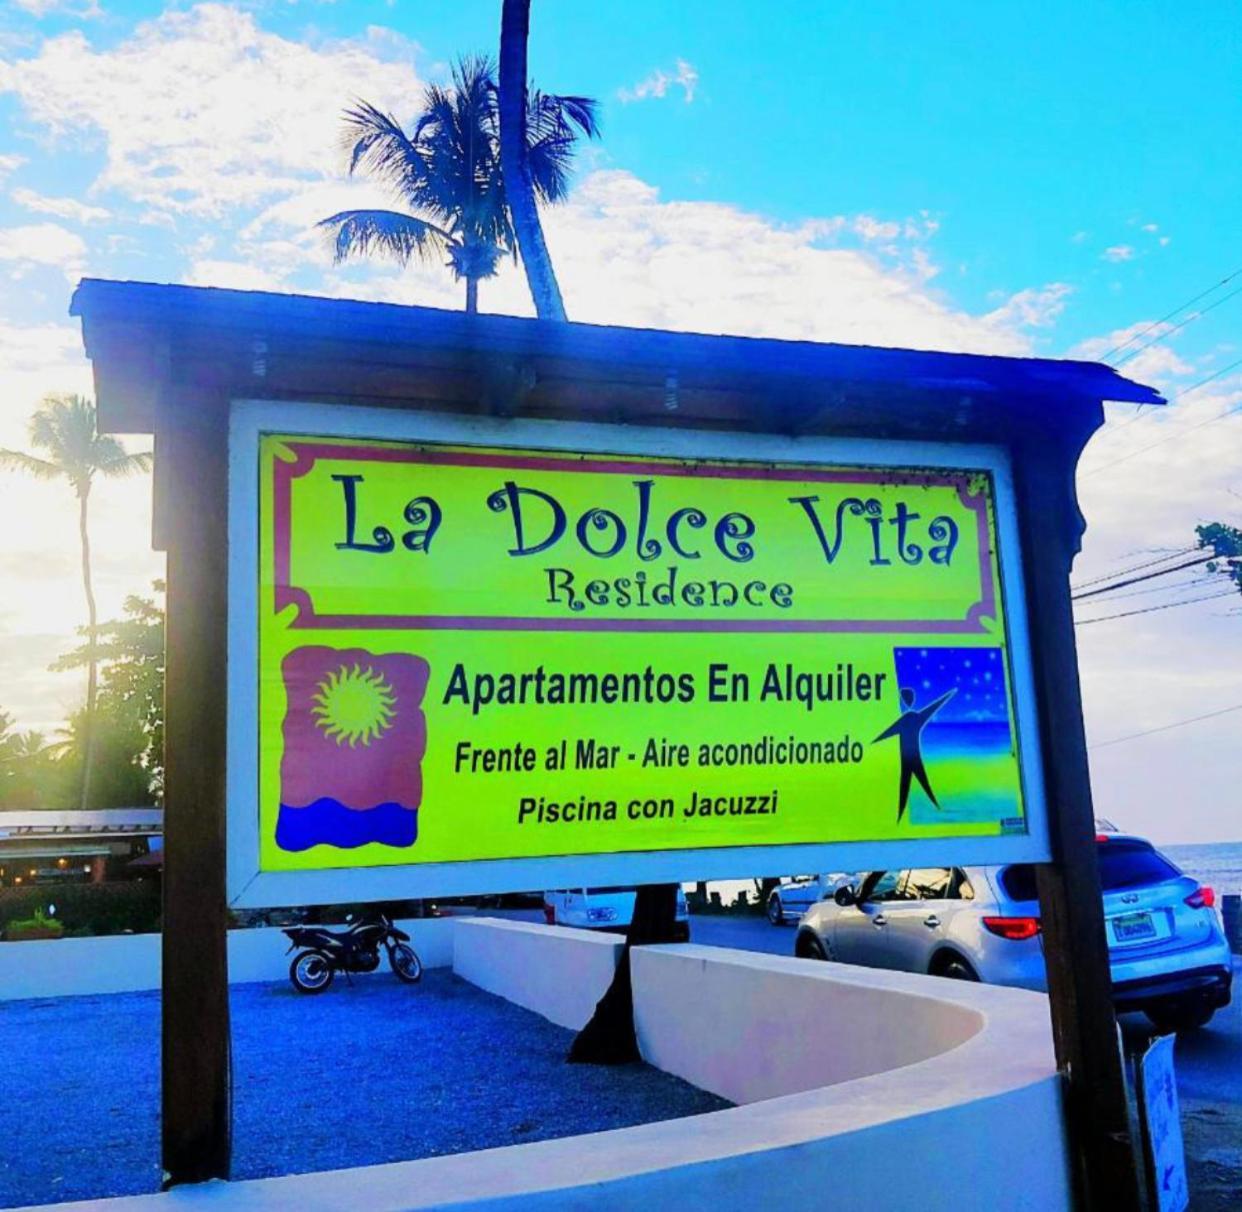 La Dolce Vita
Residence
Apartamentos En Alquiler
Frente al Mar - Aire acondicionado
Piscina con Jacuzzi